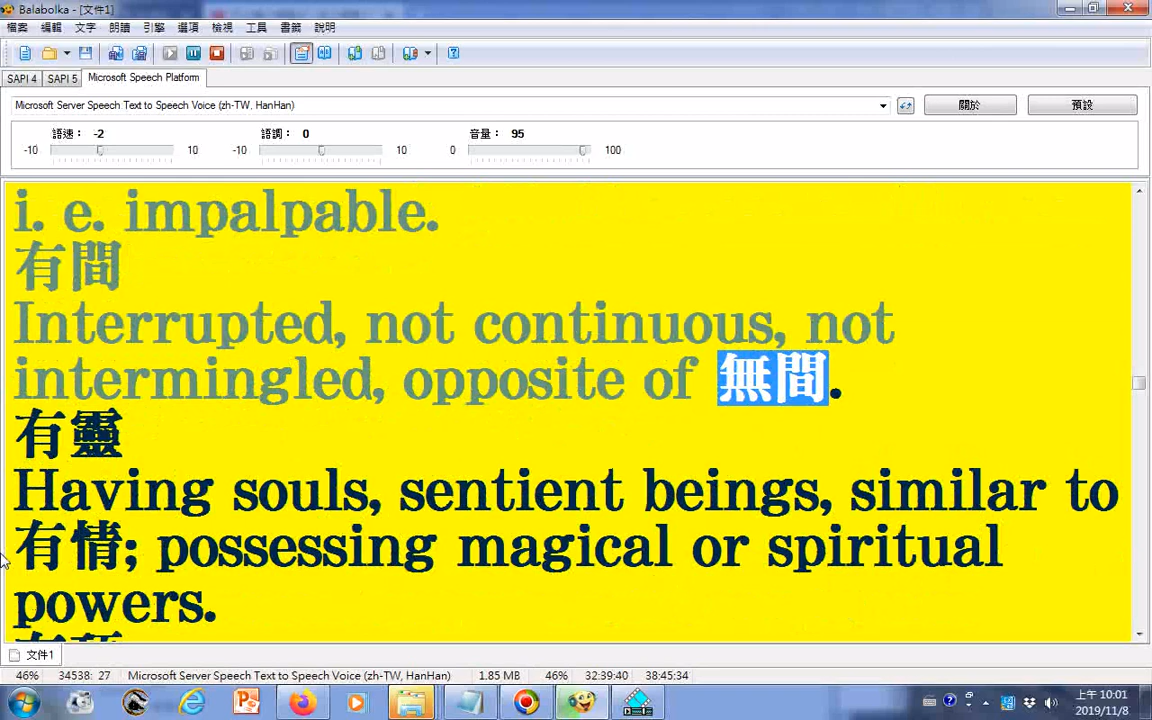 Balabolka - [文件1]
檔案 編輯 文字 朗讀 引擎 選項 檢視 工具 書籤 說明
SAPI 4 SAPI 5 Microsoft Speech Platform
Microsoft Server Speech Text to Speech Voice (zh-TW, HanHan) 關於 預設
語速： -2 語調： 0 音量： 95
-10 10 -10 10 0 100
i. e. impalpable.
有間
Interrupted, not continuous, not
intermingled, opposite of 無間.
有靈
Having souls, sentient beings, similar to
有情; possessing magical or spiritual
powers.
文件1
46% 34538: 27 Microsoft Server Speech Text to Speech Voice (zh-TW, HanHan) 1.85 MB 46% 32:39:40 38:45:34
上午 10:01
2019/11/8